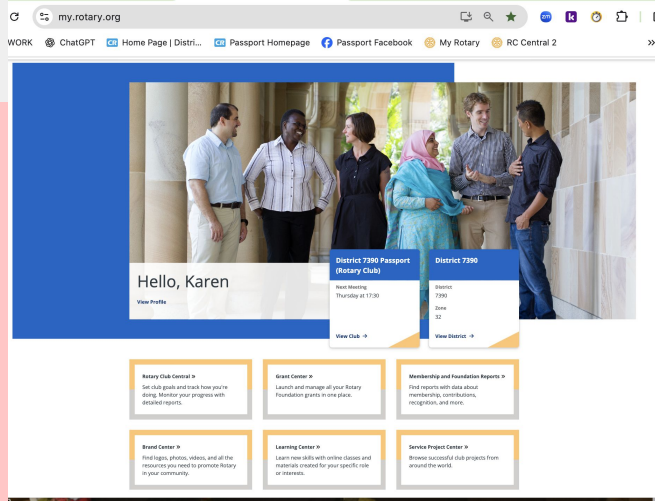 my.rotary.org
zm
k
WORK ChatGPT CR Home Page | Distri... CR Passport Homepage Passport Facebook My Rotary RC Central 2 »
Hello, Karen
View Profile
District 7390 Passport
(Rotary Club)
Next Meeting
Thursday at 17:30
View Club →
District 7390
District
7390
Zone
32
View District →
Rotary Club Central »
Set club goals and track how you're
doing. Monitor your progress with
detailed reports.
Grant Center »
Launch and manage all your Rotary
Foundation grants in one place.
Membership and Foundation Reports »
Find reports with data about
membership, contributions,
recognition, and more.
Brand Center »
Find logos, photos, videos, and all the
resources you need to promote Rotary
in your community.
Learning Center »
Learn new skills with online classes and
materials created for your specific role
or interests.
Service Project Center »
Browse successful club projects from
around the world.